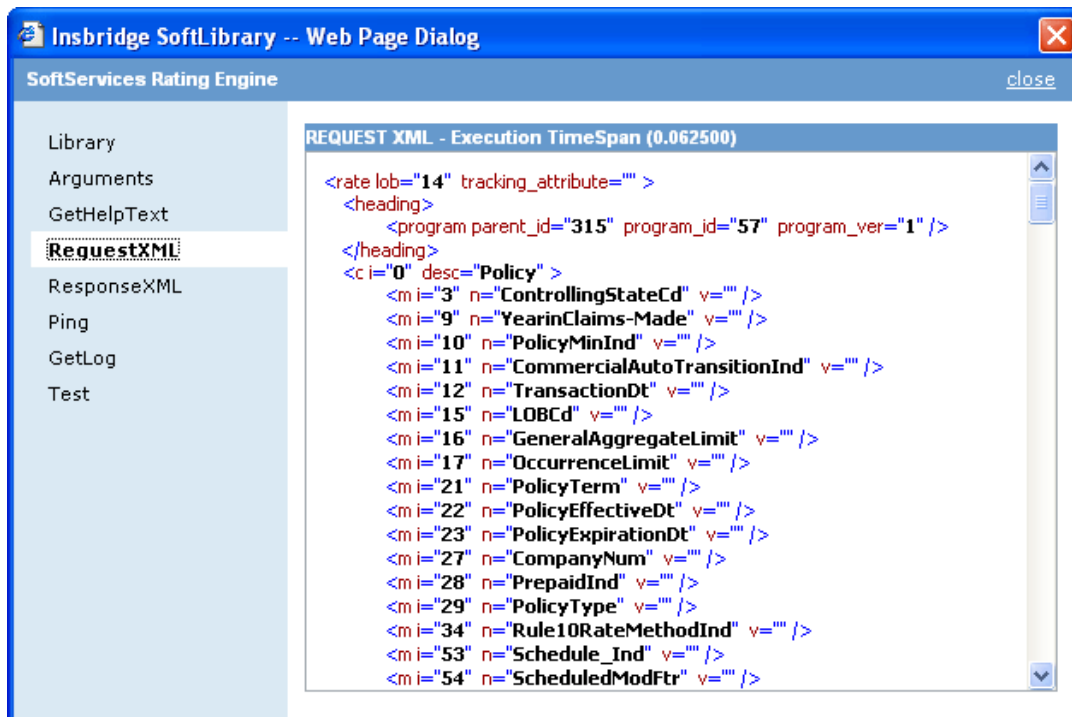 Insbridge SoftLibrary -- Web Page Dialog
SoftServices Rating Engine
close
Library
Arguments
GetHelpText
RequestXML
ResponseXML
Ping
GetLog
Test
REQUEST XML - Execution TimeSpan (0.062500)
<rate lob="14" tracking_attribute="" >
<heading>
<program parent_id="315" program_id="57" program_ver="1" />
</heading>
<c i="0" desc="Policy" >
<m i="3" n="ControllingStateCd" v="" />
<m i="9" n="YearinClaims-Made" v="" />
<m i="10" n="PolicyMinInd" v="" />
<m i="11" n="CommercialAutoTransitionInd" v="" />
<m i="12" n="TransactionDt" v="" />
<m i="15" n="LOBCd" v="" />
<m i="16" n="GeneralAggregateLimit" v="" />
<m i="17" n="OccurrenceLimit" v="" />
<m i="21" n="PolicyTerm" v="" />
<m i="22" n="PolicyEffectiveDt" v="" />
<m i="23" n="PolicyExpirationDt" v="" />
<m i="27" n="CompanyNum" v="" />
<m i="28" n="PrepaidInd" v="" />
<m i="29" n="PolicyType" v="" />
<m i="34" n="Rule10RateMethodInd" v="" />
<m i="53" n="Schedule_Ind" v="" />
<m i="54" n="ScheduledModFtr" v="" />